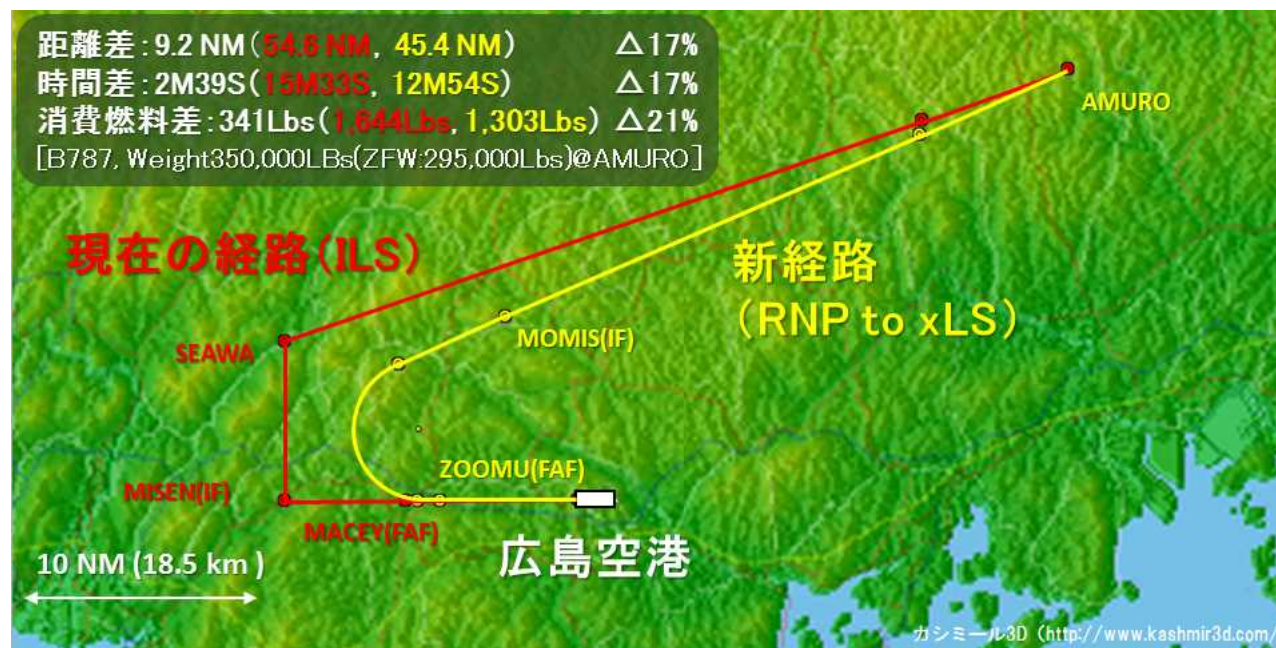 距離差:9.2 NM(54.6 NM, 45.4 NM) △17%
時間差:2M39S(15M33S, 12M54S) △17%
消費燃料差:341Lbs(1,644Lbs,1,303Lbs) △21%
[B787, Weight350,000LBs(ZFW:295,000Lbs)@AMURO]
AMURO
現在の経路(ILS)
新経路
(RNP to xLS)
SEAWA
MOMIS(IF)
ZOOMU(FAF)
MISEN(IF)
MACEY(FAF)
広島空港
10 NM (18.5 km )
カシミール3D (http://www.kashmir3d.com/